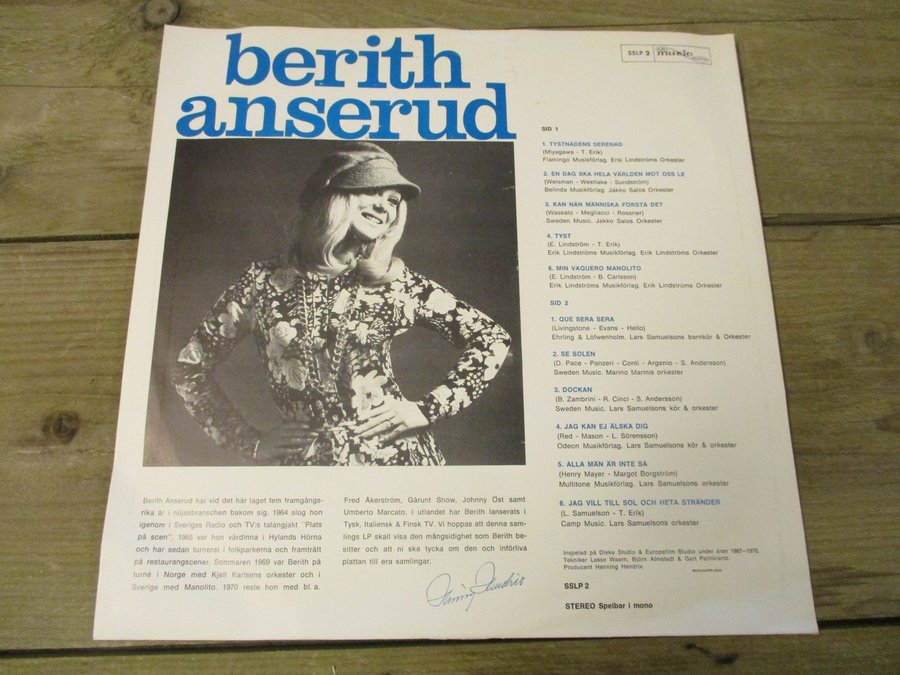 berith
anserud
SSLP 2 music
SID 1
1. TYSTNADENS SERENAD
(Miyagawa - T. Erik)
Flamingo Musikförlag. Erik Lindströms Orkester
2. EN DAG SKA HELA VÄRLDEN MOT OSS LE
(Weisman - Westlake - Sundström)
Belinda Musikförlag. Jakko Salos Orkester
3. KAN NÅN MÄNNISKA FÖRSTÅ DET
(Wassalo - Megliacci - Rossner)
Sweden Music. Jakko Salos Orkester
4. TYST
(E. Lindström - T. Erik)
Erik Lindströms Musikförlag. Erik Lindströms Orkester
6. MIN VAQUERO MANOLITO
(E. Lindström - B. Carlsson)
Erik Lindströms Musikförlag. Erik Lindströms Orkester
SID 2
1. QUE SERA SERA
(Livingstone - Evans - Hello)
Ehrling & Löfwenholm. Lars Samuelsons barnkör & Orkester
2. SE SOLEN
(D. Pace - Panzeri - Conti - Argenio - S. Andersson)
Sweden Music. Marino Marinis orkester
3. DOCKAN
(B. Zambrini - R. Cinci - S. Andersson)
Sweden Music. Lars Samuelsons kör & orkester
4. JAG KAN EJ ÄLSKA DIG
(Red - Mason - L. Sörensson)
Odeon Musikförlag. Lars Samuelsons kör & orkester
5. ALLA MÄN ÄR INTE SÅ
(Henry Mayer - Margot Borgström)
Multitone Musikförlag. Lars Samuelsons orkester
6. JAG VILL TILL SOL OCH HETA STRÄNDER
(L. Samuelson - T. Erik)
Camp Music. Lars Samuelsons orkester
Inspelad på Dieke Studio & Europafilm Studio under åren 1967-1970.
Tekniker Lasse Waern, Björn Almstedt & Gert Palmkrantz
Producent Henning Hendrix
SSLP 2
STEREO Spelbar i mono
Berith Anserud har vid det här laget fem framgångs-
rika år i nöjesbranschen bakom sig. 1964 slog hon
igenom i Sveriges Radio och TV:s talangjakt "Plats
på scen". 1965 var hon värdinna i Hylands Hörna
och har sedan turnerat i folkparkerna och framträtt
på restaurangscener. Sommaren 1969 var Berith på
turné i Norge med Kjell Karlsens orkester och i
Sverige med Manolito. 1970 reste hon med bl. a.
Fred Åkerström, Gårunt Show, Johnny Ost samt
Umberto Marcato. I utlandet har Berith lanserats i
Tysk, Italiensk & Finsk TV. Vi hoppas att denna sam-
lings LP skall visa den mångsidighet som Berith be-
sitter och att ni ska tycka om den och införliva
plattan till era samlingar.